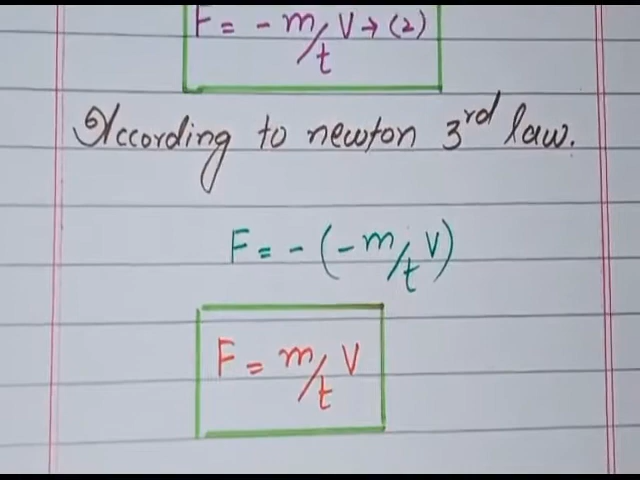 F = - m/t V → (2)
According to newton 3rd law.
F = - (- m/t V)
F = m/t V